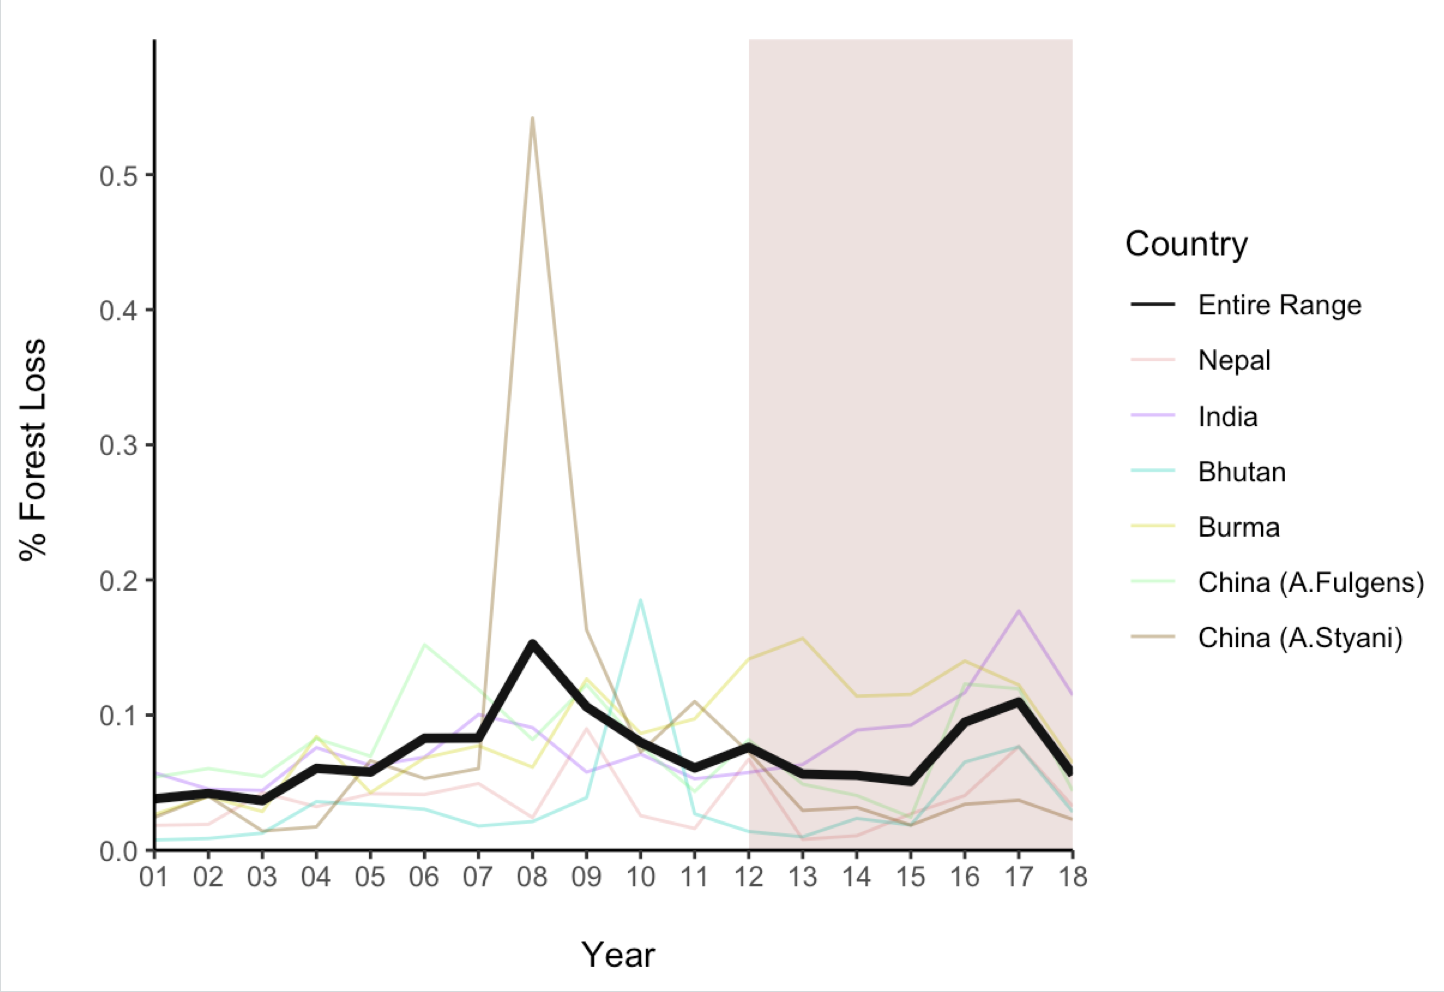 0.5
0.4
0.3
0.2
0.1
0.0
% Forest Loss
01 02 03 04 05 06 07 08 09 10 11 12 13 14 15 16 17 18
Year
Country
Entire Range
Nepal
India
Bhutan
Burma
China (A.Fulgens)
China (A.Styani)